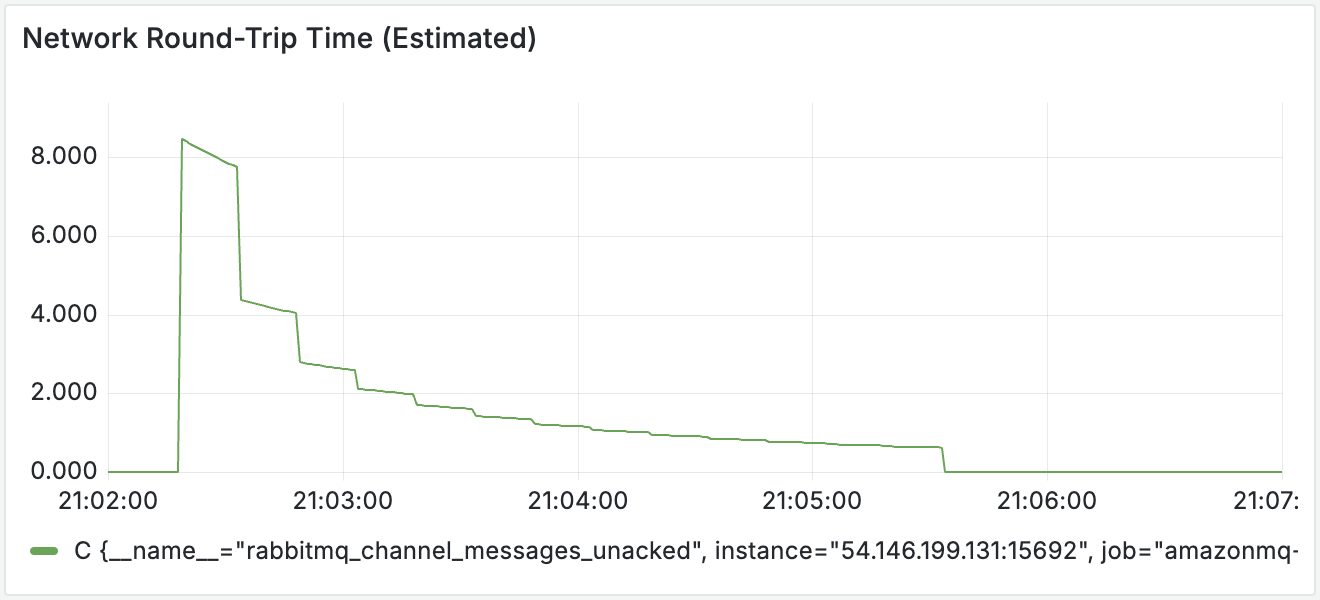 Network Round-Trip Time (Estimated)
8.000
6.000
4.000
2.000
0.000
21:02:00 21:03:00 21:04:00 21:05:00 21:06:00 21:07:
C {__name__="rabbitmq_channel_messages_unacked", instance="54.146.199.131:15692", job="amazonmq-